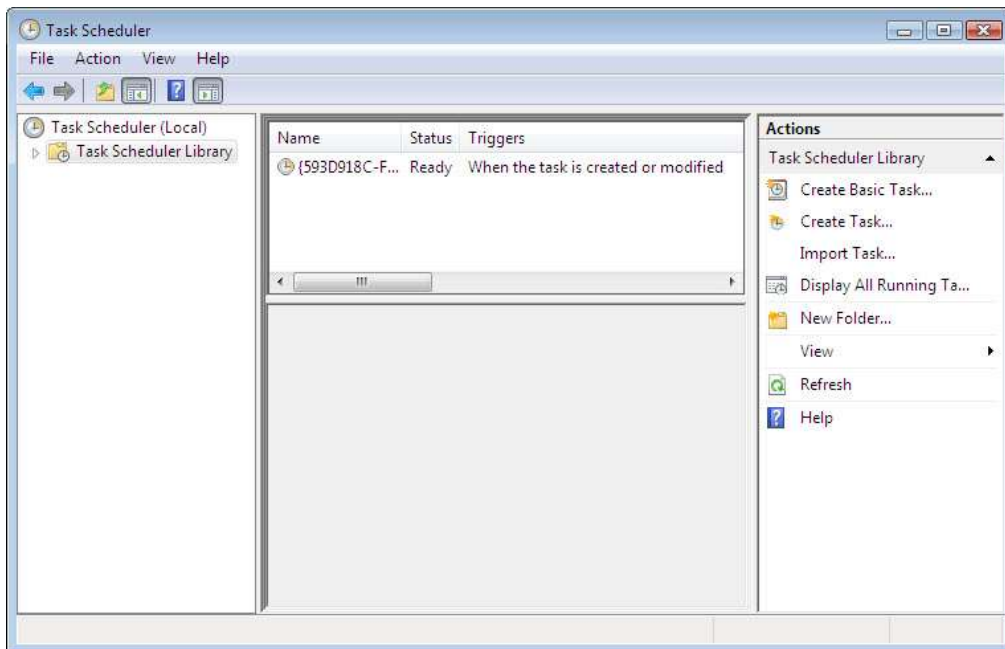 Task Scheduler
File Action View Help
Task Scheduler (Local)
Task Scheduler Library
Name Status Triggers
{593D918C-F... Ready When the task is created or modified
Actions
Task Scheduler Library
Create Basic Task...
Create Task...
Import Task...
Display All Running Ta...
New Folder...
View
Refresh
Help